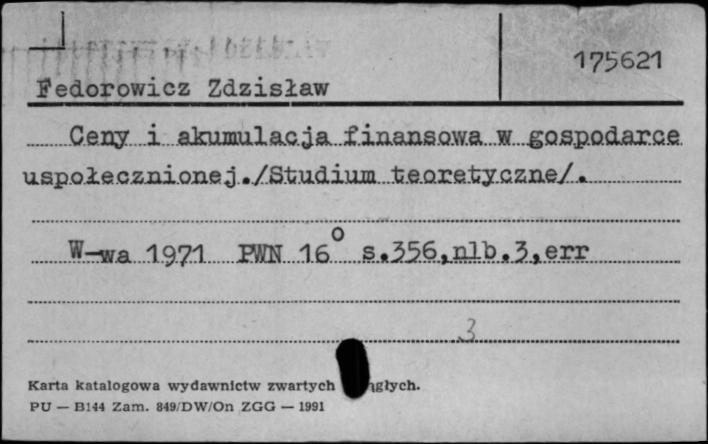 175621
Fedorowicz Zdzisław
Ceny i akumulacja finansowa w gospodarce
uspołecznionej./Studium teoretyczne/.
W-wa 1971 PWN 16° s.356,nlb.3,err
3
Karta katalogowa wydawnictw zwartych
PU — B144 Zam. 849/DW/On ZGG — 1991